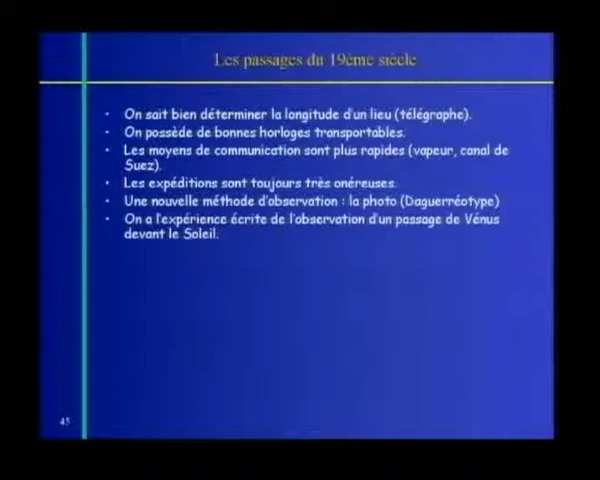 Les passages du 19ème siècle
• On sait bien déterminer la longitude d'un lieu (télégraphe).
• On possède de bonnes horloges transportables.
• Les moyens de communication sont plus rapides (vapeur, canal de
Suez).
• Les expéditions sont toujours très onéreuses.
• Une nouvelle méthode d'observation : la photo (Daguerréotype)
• On a l'expérience écrite de l'observation d'un passage de Vénus
devant le Soleil.
45